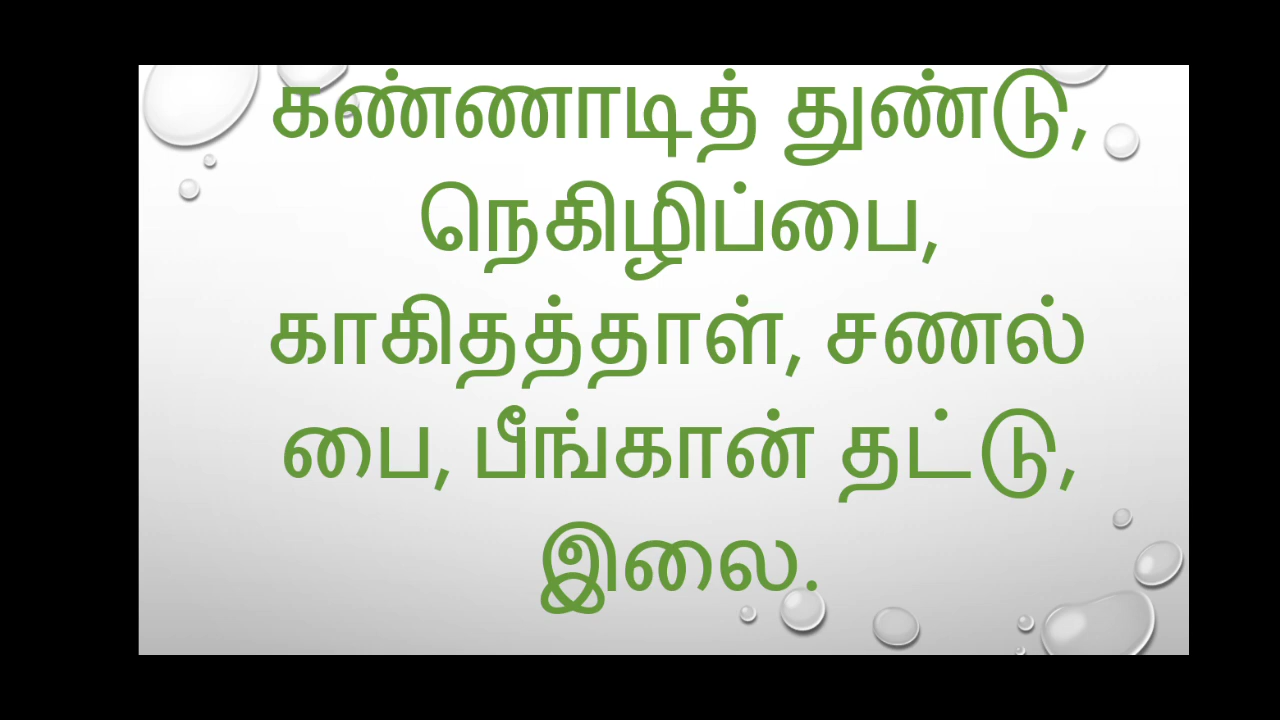 கண்ணாடித் துண்டு,
நெகிழிப்பை,
காகிதத்தாள், சணல்
பை, பீங்கான் தட்டு,
இலை.